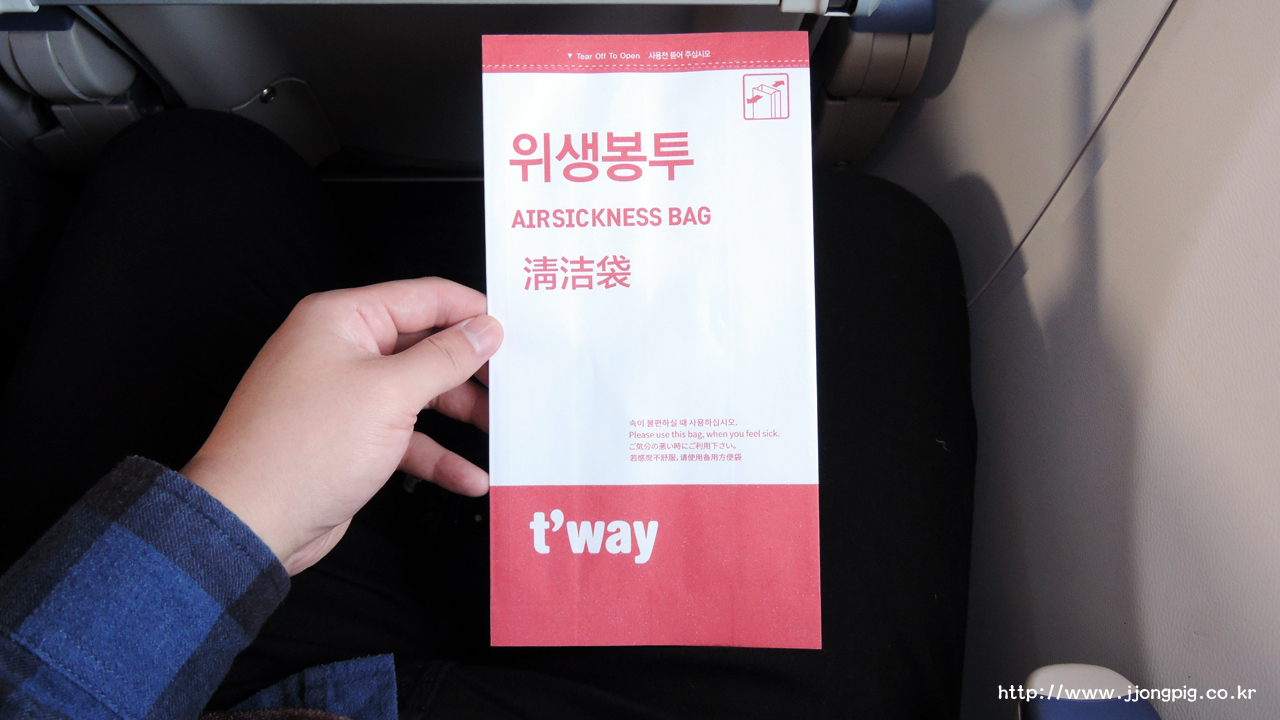 ▼ Tear Off To Open 사용전 뜯어 주십시오
위생봉투
AIRSICKNESS BAG
淸洁袋
속이 불편하실 때 사용하십시오.
Please use this bag, when you feel sick.
ご気分の悪い時にご利用下さい。
若感觉不舒服, 请使用备用方便袋
t'way
http://www.jjongpig.co.kr